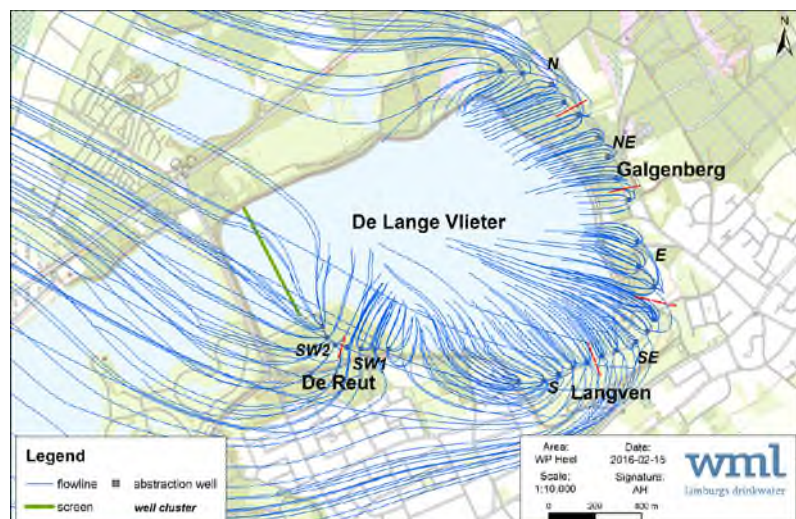 N
N
NE
Galgenberg
De Lange Vlieter
E
SW2
SW1
De Reut
SE
S
Langven
Legend
flowline
abstraction well
screen
well cluster
Area:
WP Heel
Date:
2016-02-15
Scale:
1:10,000
Signature:
AH
0 200 400 m
wml
Limburgs drinkwater